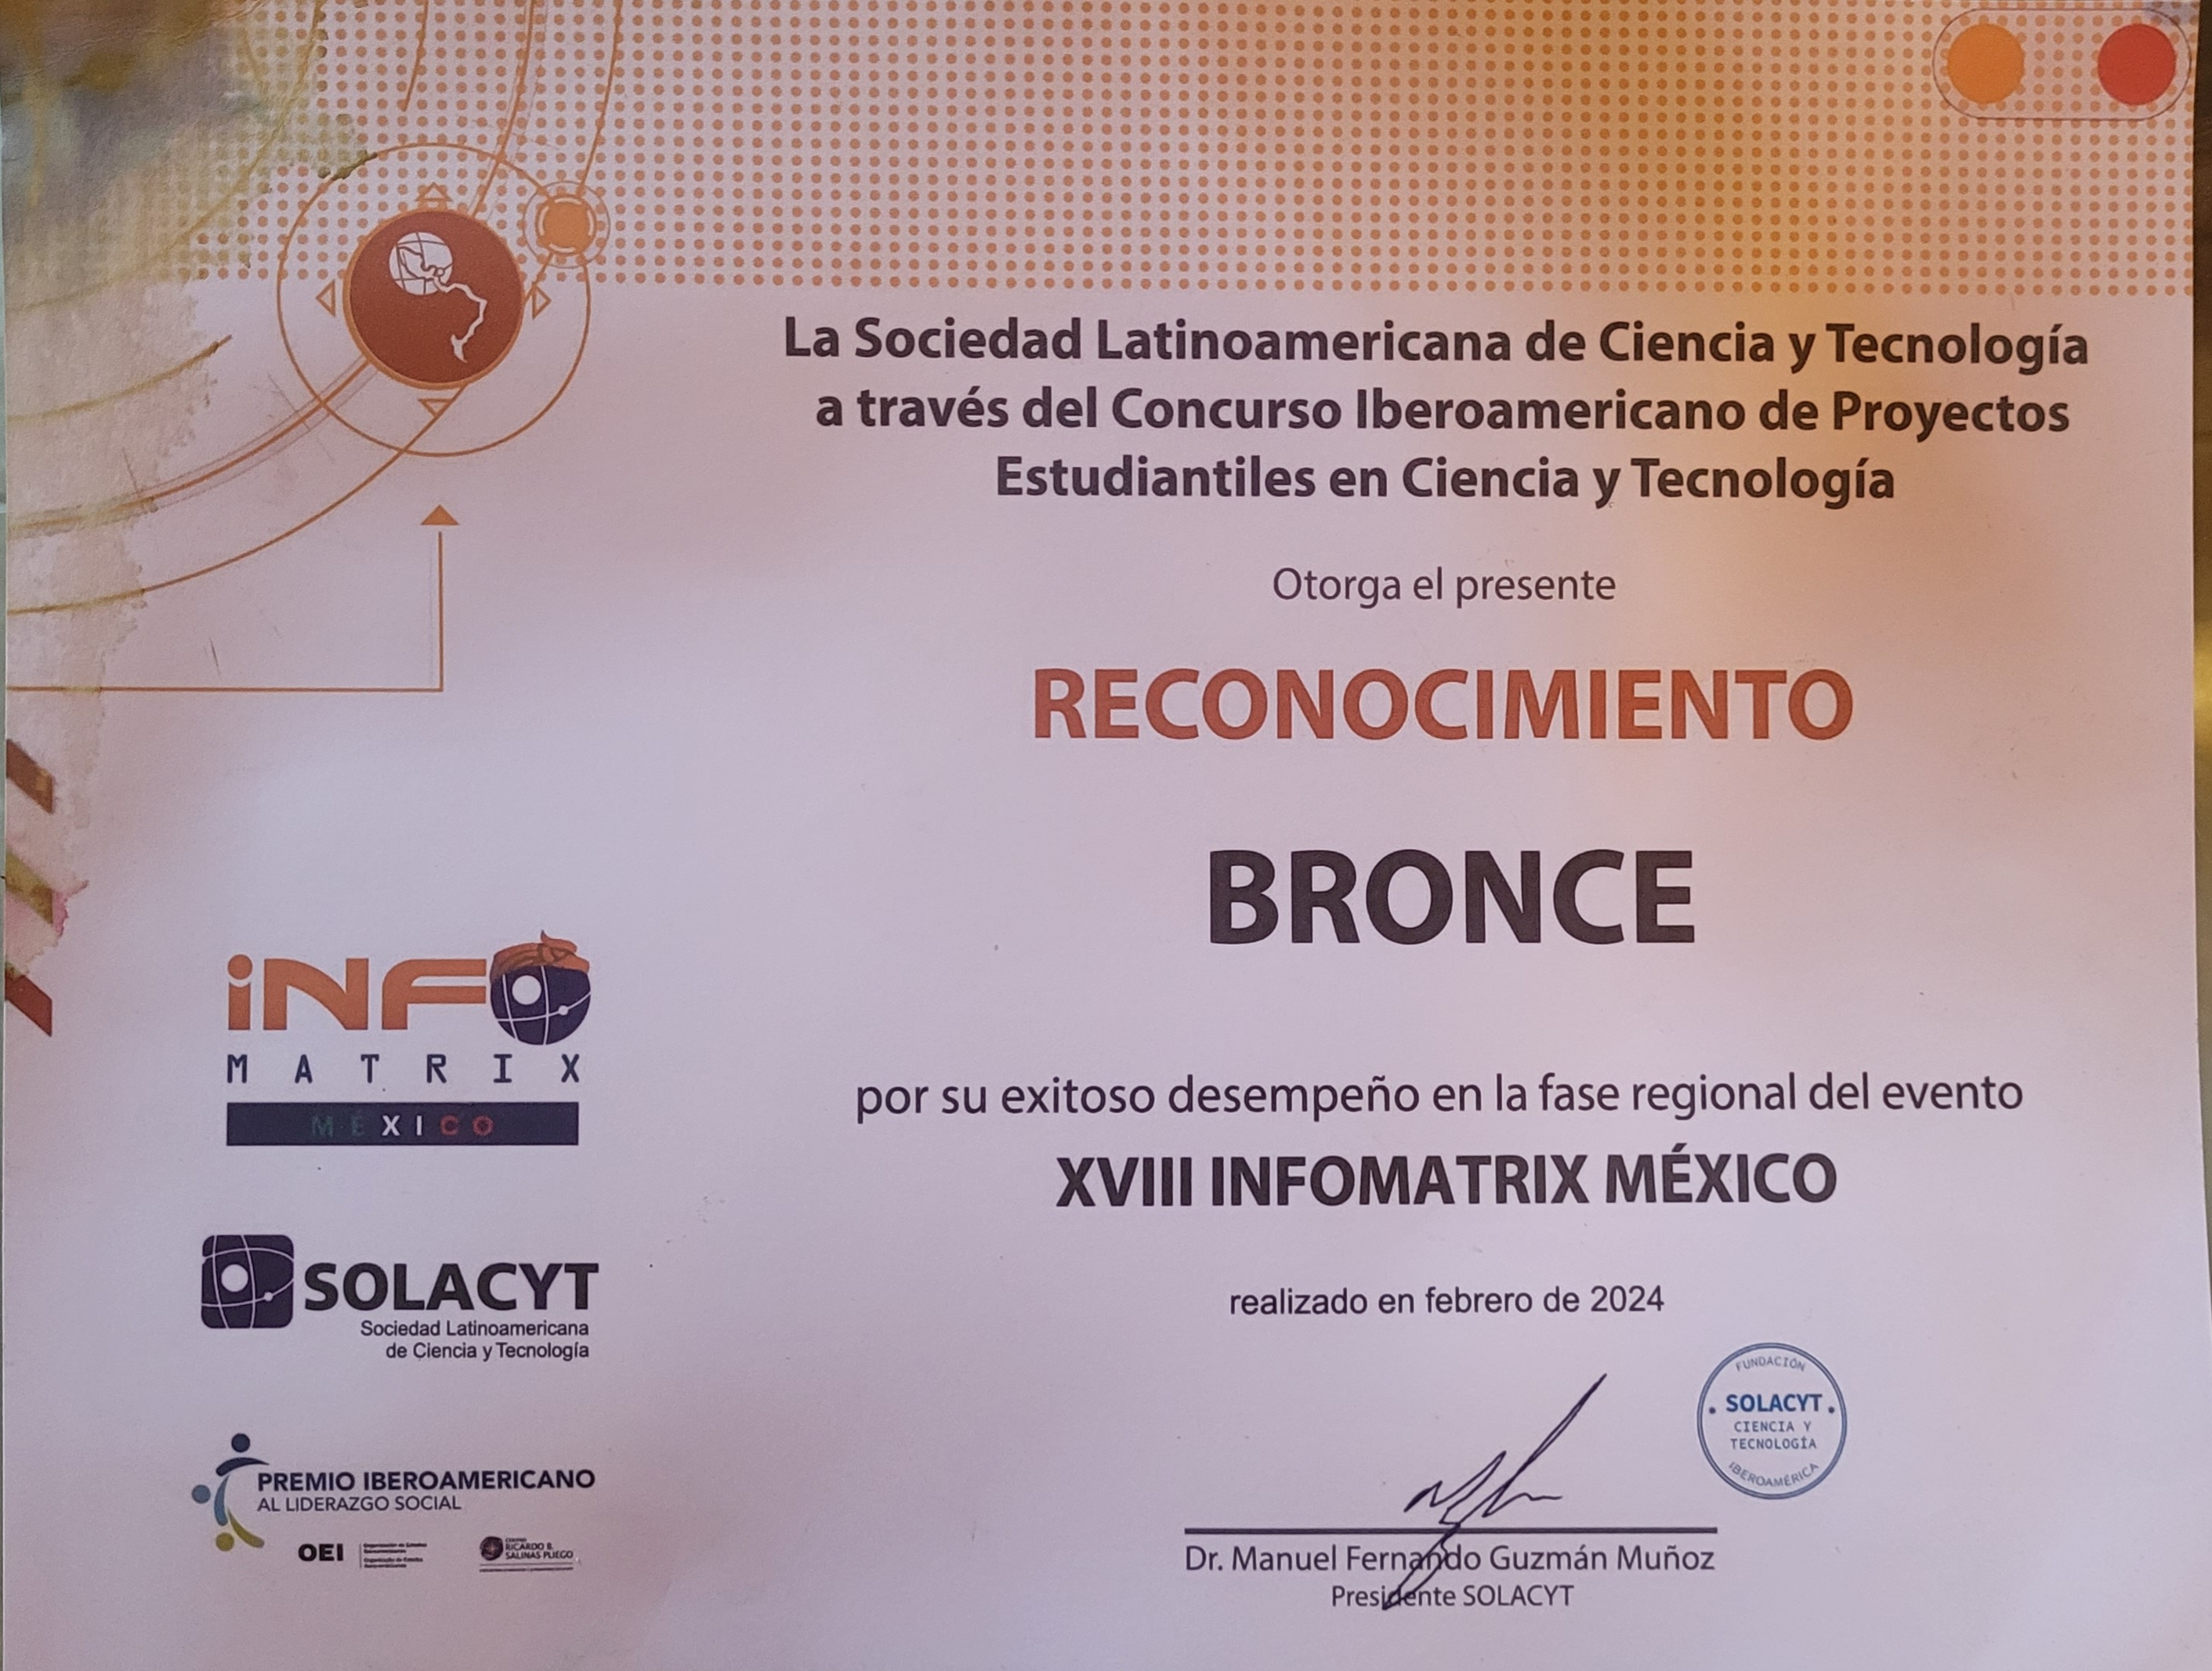 La Sociedad Latinoamericana de Ciencia y Tecnología
a través del Concurso Iberoamericano de Proyectos
Estudiantiles en Ciencia y Tecnología
Otorga el presente
RECONOCIMIENTO
BRONCE
por su exitoso desempeño en la fase regional del evento
XVIII INFOMATRIX MÉXICO
realizado en febrero de 2024
FUNDACIÓN
SOLACYT
CIENCIA Y
TECNOLOGÍA
IBEROAMÉRICA
Dr. Manuel Fernando Guzmán Muñoz
Presidente SOLACYT
iNFO
MATRIX
MÉXICO
SOLACYT
Sociedad Latinoamericana
de Ciencia y Tecnología
PREMIO IBEROAMERICANO
AL LIDERAZGO SOCIAL
OEI
RICARDO B.
SALINAS PLIEGO